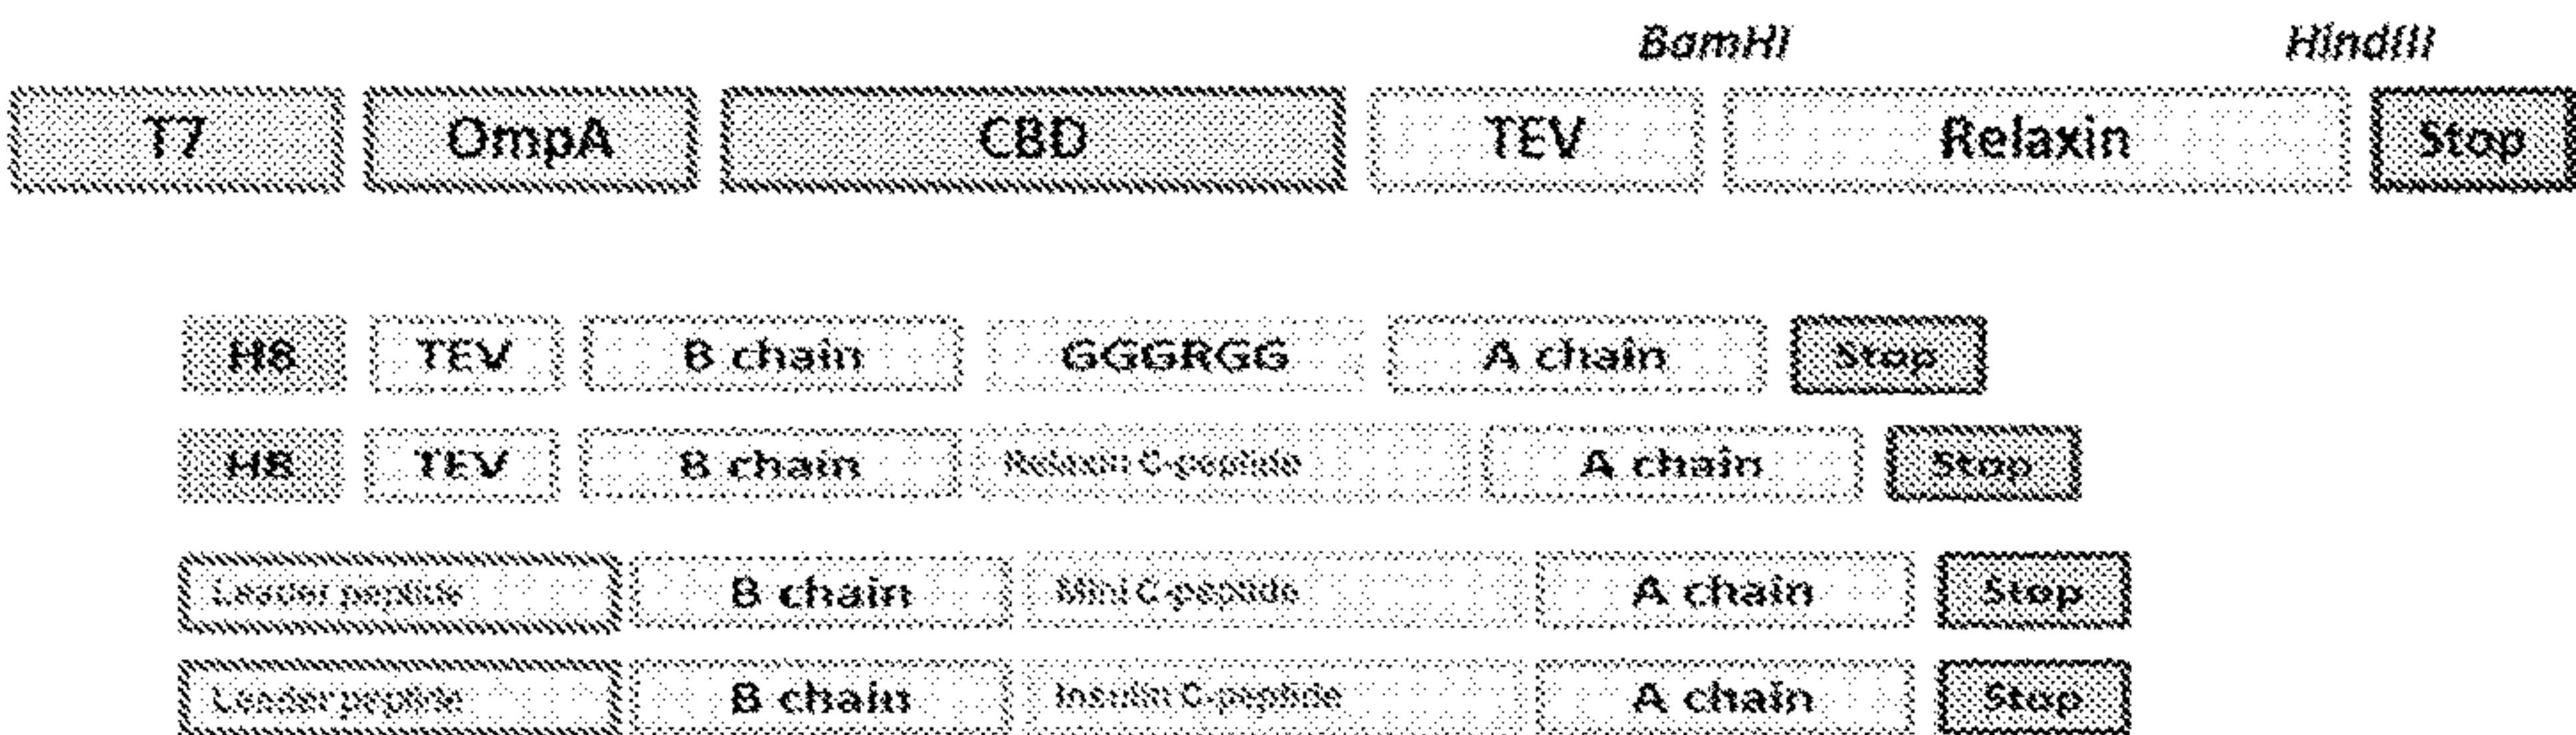 BamHI HindIII
T7 OmpA CBD TEV Relaxin Stop
H8 TEV B chain GGGRGG A chain Stop
H8 TEV B chain Relaxin C-peptide A chain Stop
Leader peptide B chain Mini C-peptide A chain Stop
Leader peptide B chain Insulin C-peptide A chain Stop